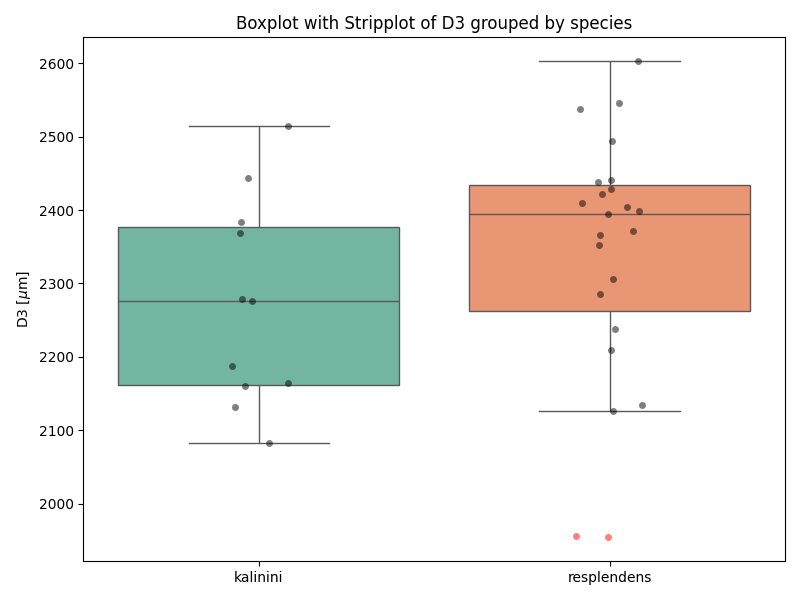 Boxplot with Stripplot of D3 grouped by species
2600
2500
2400
2300
2200
2100
2000
D3 [μm]
kalinini
resplendens